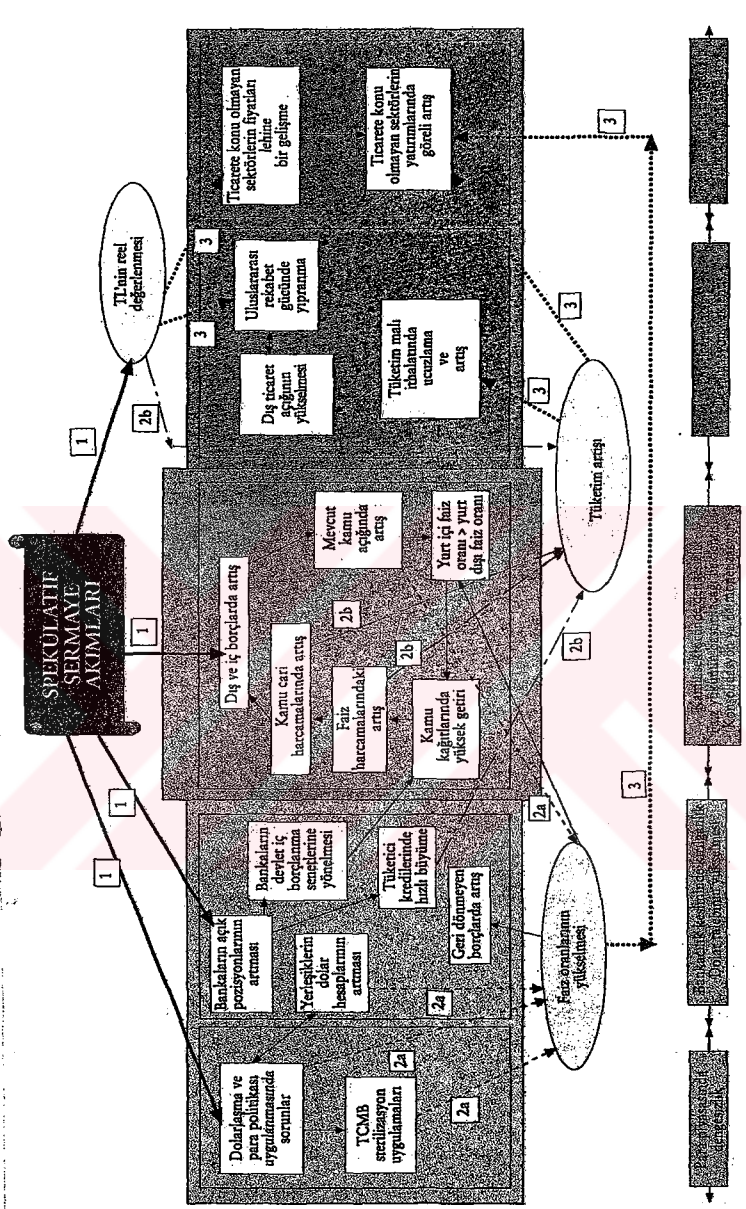 SPEKÜLATİF
SERMAYE
AKIMLARI
1
1
1
1
TL'nin reel
değerlenmesi
2b
3
3
Dolarlaşma ve
para politikası
uygulanmasında
sorunlar
TCMB
sterilizasyon
uygulamaları
2a
2a
Bankaların açık
pozisyonlarının
artması
Yerleşiklerin
dolar
hesaplarının
artması
2a
Bankaların
devlet iç
borçlanma
senetlerine
yönelmesi
Tüketici
kredilerinde
hızlı büyüme
Geri dönmeyen
borçlarda artış
Dış ve iç borçlarda artış
Kamu cari
harcamalarında artış
Faiz
harcamalarındaki
artış
Kamu
kağıtlarında
yüksek getiri
2b
2b
Mevcut
kamu
açığında
artış
Yurt içi faiz
oranı > yurt
dışı faiz oranı
Dış ticaret
açığının
yükselmesi
Uluslararası
rekabet
gücünde
yıpranma
Tüketim malı
ithalatında
ucuzlama
ve
artış
Ticarete konu olmayan
sektörlerin fiyatları
lehine
bir gelişme
Ticarete konu
olmayan sektörlerin
yatırımlarında
göreli artış
2a
2b
3
3
3
3
Faiz oranlarının
yükselmesi
Tüketim artışı